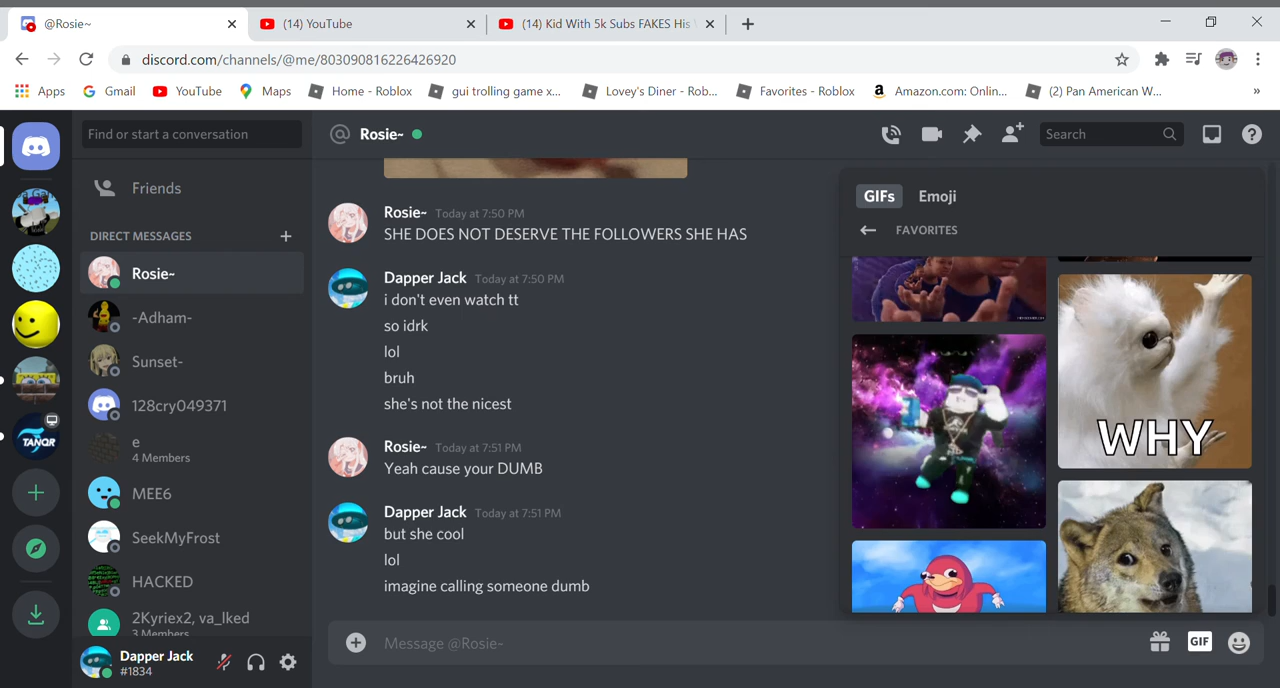 @Rosie~
(14) YouTube
(14) Kid With 5k Subs FAKES His
discord.com/channels/@me/803090816226426920
Apps
Gmail
YouTube
Maps
Home - Roblox
gui trolling game x...
Lovey's Diner - Rob...
Favorites - Roblox
Amazon.com: Onlin...
(2) Pan American W...
»
Find or start a conversation
@ Rosie~
Search
Friends
DIRECT MESSAGES +
Rosie~
-Adham-
Sunset-
128cry049371
e
4 Members
MEE6
SeekMyFrost
HACKED
2Kyriex2, va_lked
3 Members
TANQR
Dapper Jack
#1834
Rosie~ Today at 7:50 PM
SHE DOES NOT DESERVE THE FOLLOWERS SHE HAS
Dapper Jack Today at 7:50 PM
i don't even watch tt
so idrk
lol
bruh
she's not the nicest
Rosie~ Today at 7:51 PM
Yeah cause your DUMB
Dapper Jack Today at 7:51 PM
but she cool
lol
imagine calling someone dumb
Message @Rosie~
GIF
GIFs Emoji
FAVORITES
WHY